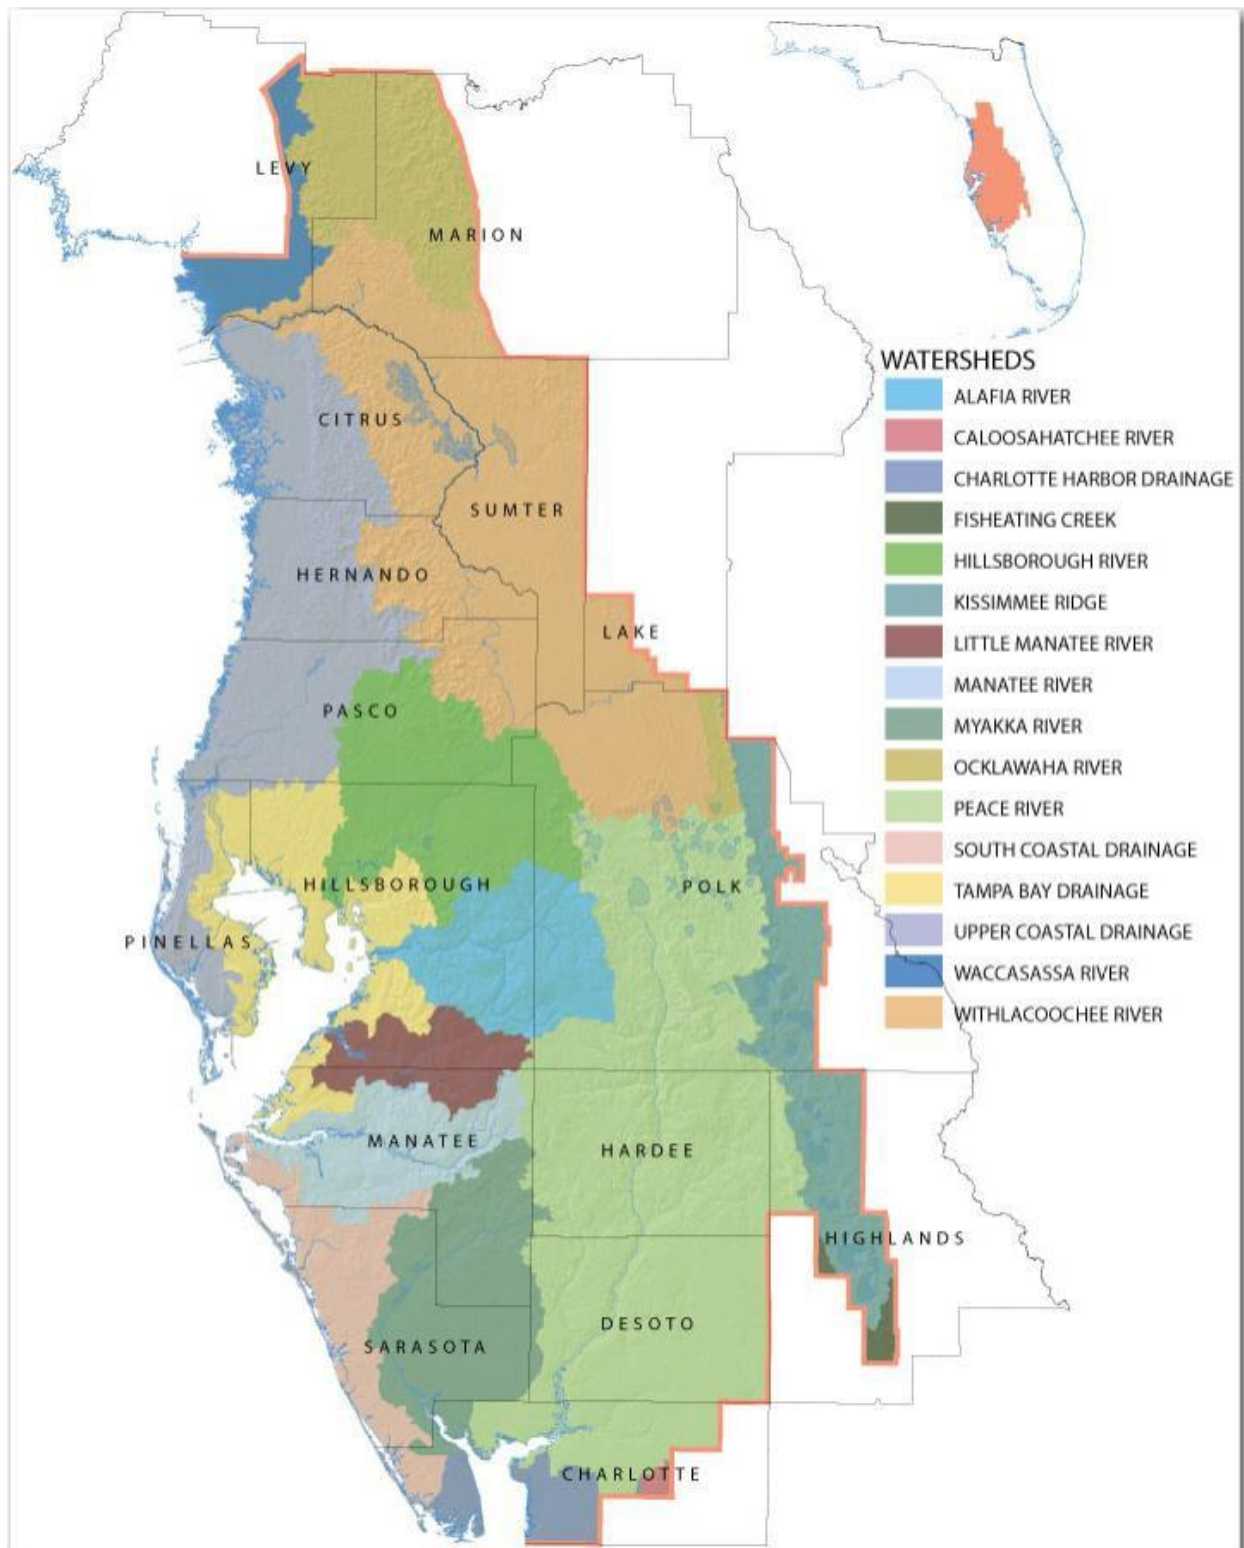 LEVY
MARION
WATERSHEDS
ALAFIA RIVER
CALOOSAHATCHEE RIVER
CHARLOTTE HARBOR DRAINAGE
FISHEATING CREEK
HILLSBOROUGH RIVER
KISSIMMEE RIDGE
LITTLE MANATEE RIVER
MANATEE RIVER
MYAKKA RIVER
OCKLAWAHA RIVER
PEACE RIVER
SOUTH COASTAL DRAINAGE
TAMPA BAY DRAINAGE
UPPER COASTAL DRAINAGE
WACCASASSA RIVER
WITHLACOOCHEE RIVER
CITRUS
SUMTER
HERNANDO
LAKE
PASCO
HILLSBOROUGH
POLK
PINELLAS
MANATEE
HARDEE
HIGHLANDS
DESOTO
SARASOTA
CHARLOTTE